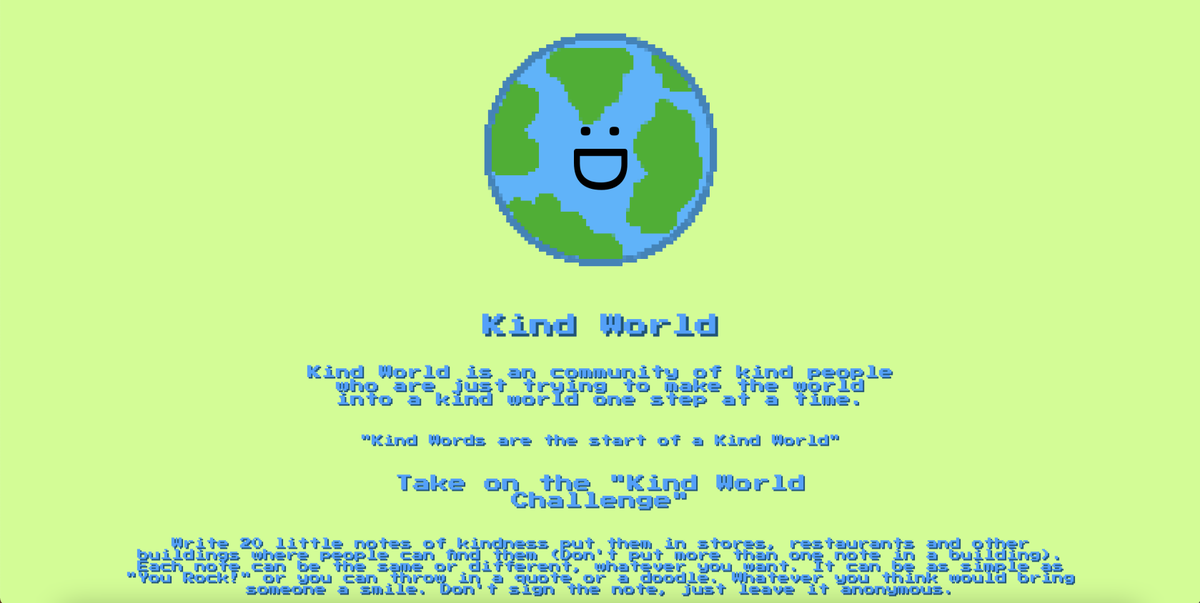 Kind World
Kind World is an community of kind people
who are just trying to make the world
into a kind world one step at a time.
"Kind Words are the start of a Kind World"
Take on the "Kind World
Challenge"
Write 20 little notes of kindness put them in stores, restaurants and other
buildings where people can find them (Don't put more than one note in a building).
Each note can be the same or different, whatever you want. It can be as simple as
"You Rock!" or you can throw in a quote or a doodle. Whatever you think would bring
someone a smile. Don't sign the note, just leave it anonymous.